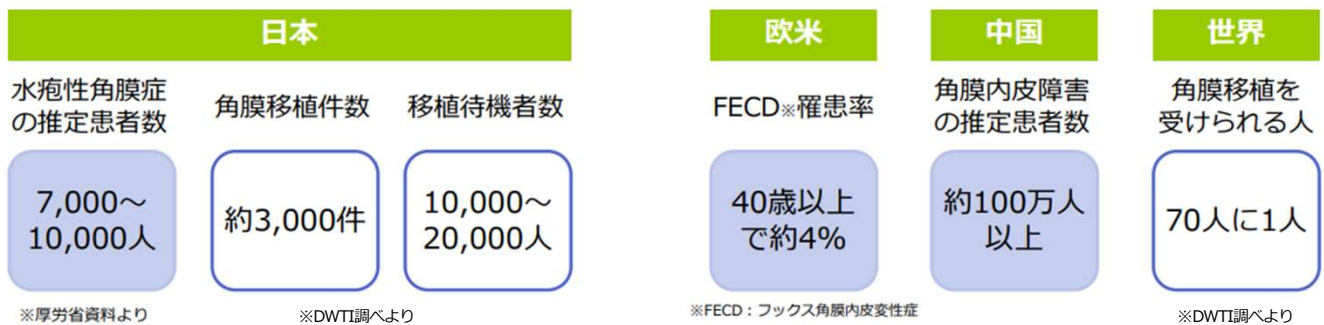 日本
水疱性角膜症
の推定患者数
7,000～
10,000人
※厚労省資料より
角膜移植件数
約3,000件
移植待機者数
10,000～
20,000人
※DWTI調べより
欧米
FECD※罹患率
40歳以上
で約4%
※FECD：フックス角膜内皮変性症
中国
角膜内皮障害
の推定患者数
約100万人
以上
世界
角膜移植を
受けられる人
70人に1人
※DWTI調べより